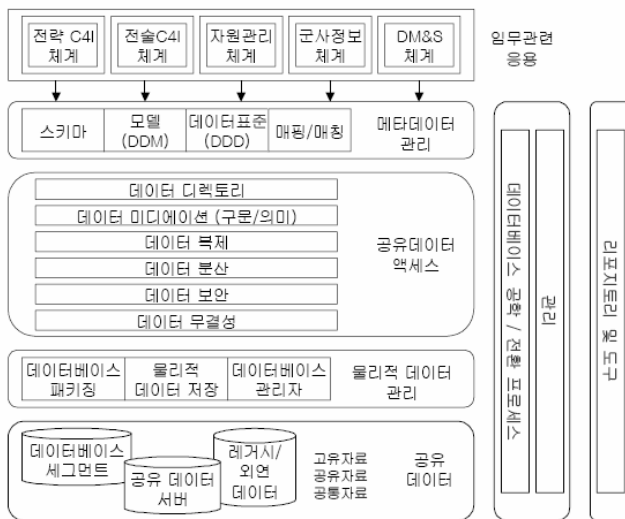 전략 C4I
체계
전술C4I
체계
자원관리
체계
군사정보
체계
DM&S
체계
임무관련
응용
스키마
모델
(DDM)
데이터표준
(DDD)
매핑/매칭
메타데이터
관리
데이터 디렉토리
데이터 미디에이션 (구문/의미)
데이터 복제
데이터 분산
데이터 보안
데이터 무결성
공유데이터
액세스
데이터베이스
패키징
물리적
데이터 저장
데이터베이스
관리자
물리적 데이터
관리
데이터베이스
세그먼트
공유 데이터
서버
레거시/
외연
데이터
고유자료
공유자료
공통자료
공유
데이터
데이터베이스 공학 / 전환 프로세스
관리
리포지토리 및 도구